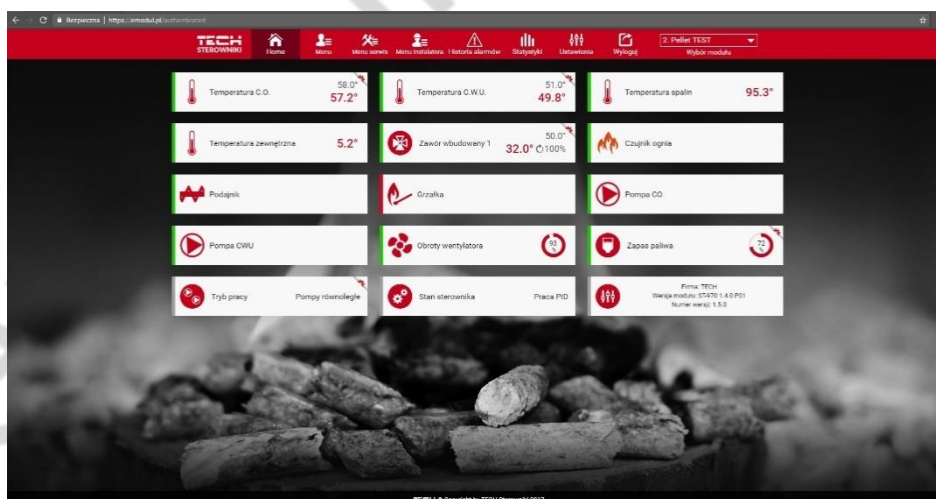 Bezpieczna | https://emodul.pl/authenticated
TECH
STEROWNIKI
Home
Menu
Menu serwis
Menu Instalatora
Historia alarmów
Statystyki
Ustawienia
Wyloguj
2. Pellet TEST
Wybór modułu
Temperatura C.O.
58.0°
57.2°
Temperatura C.W.U.
51.0°
49.8°
Temperatura spalin
95.3°
Temperatura zewnętrzna
5.2°
Zawór wbudowany 1
50.0°
32.0° 100%
Czujnik ognia
Podajnik
Grzałka
Pompa CO
Pompa CWU
Obroty wentylatora
93
%
Zapas paliwa
72
%
Tryb pracy
Pompy równoległe
Stan sterownika
Praca PID
Firma: TECH
Wersja modułu: ST-470 1.4.0 PS1
Numer wersji: 1.5.0